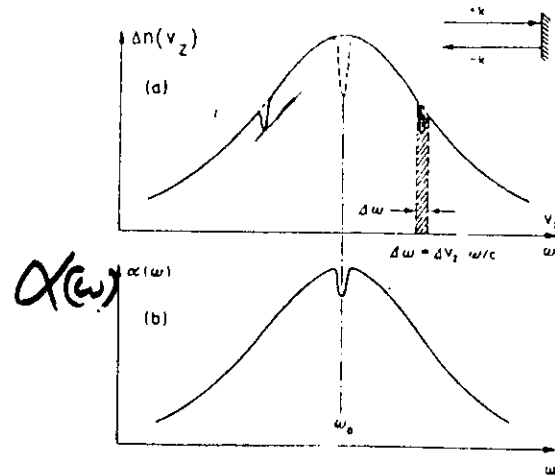 +k
-k
Δn(v_z)
(a)
Δω
v_z
ω
Δω = Δv_z ω/c
α(ω)
α(ω)
(b)
ω₀
ω